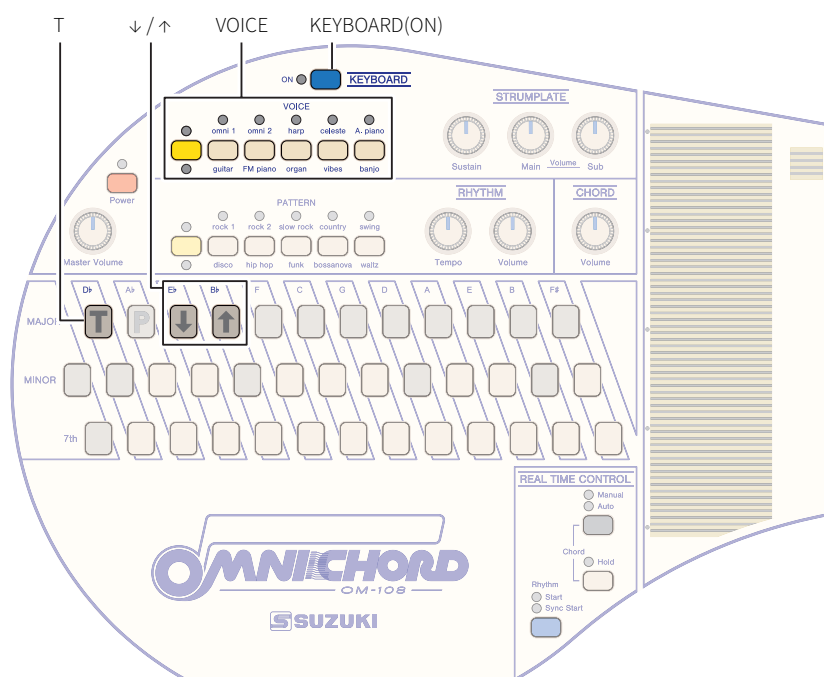 T ↓/↑ VOICE KEYBOARD(ON)
ON KEYBOARD
VOICE
omni 1 omni 2 harp celeste A. piano
guitar FM piano organ vibes banjo
STRUMPLATE
Sustain Main Volume Sub
Power
Master Volume
PATTERN
rock 1 rock 2 slow rock country swing
disco hip hop funk bossanova waltz
RHYTHM
Tempo Volume
CHORD
Volume
D♭ A♭ E♭ B♭ F C G D A E B F#
MAJOR T P ↓ ↑
MINOR
7th
REAL TIME CONTROL
Manual
Auto
Chord
Hold
Rhythm
Start
Sync Start
OMNICHORD
OM-108
SUZUKI